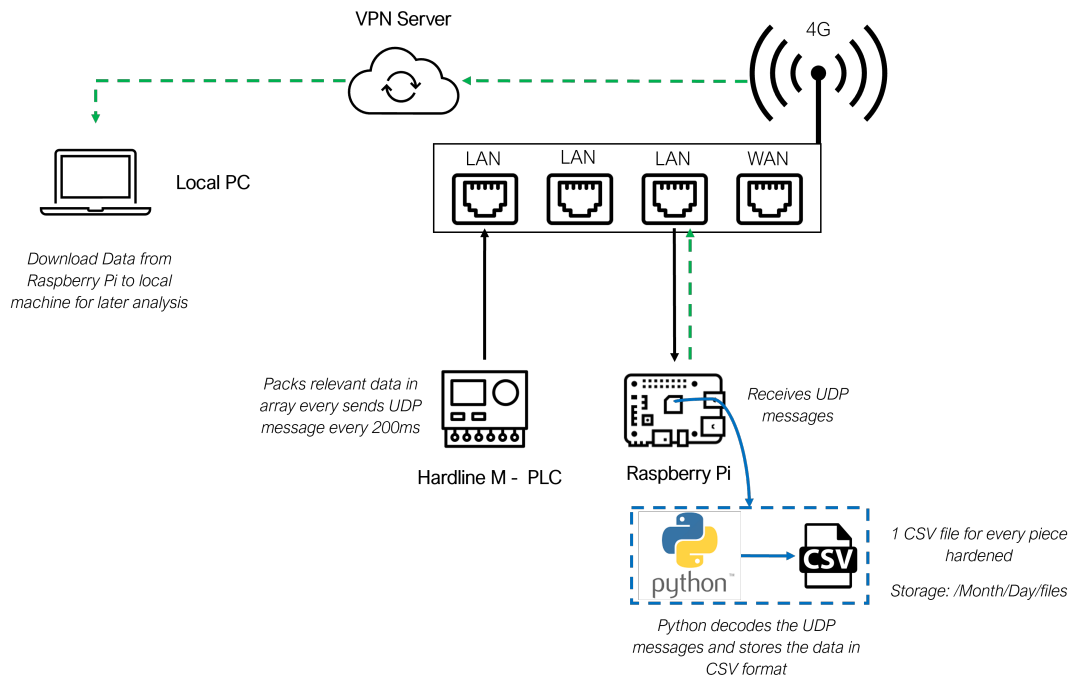 VPN Server
4G
LAN
LAN
LAN
WAN
Local PC
Download Data from
Raspberry Pi to local
machine for later analysis
Packs relevant data in
array every sends UDP
message every 200ms
Receives UDP
messages
Hardline M - PLC
Raspberry Pi
python™
CSV
1 CSV file for every piece
hardened
Storage: /Month/Day/files
Python decodes the UDP
messages and stores the data in
CSV format